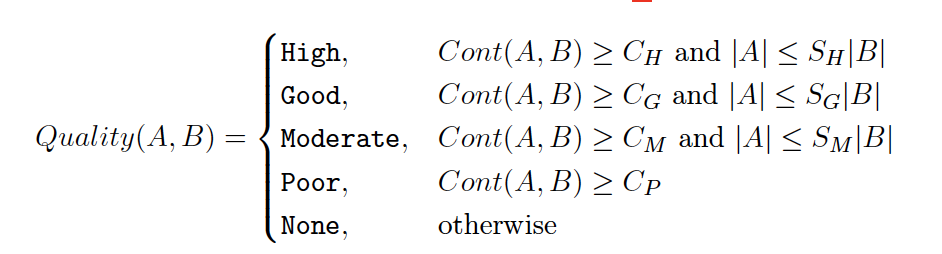 High, Cont(A, B) ≥ C_H and |A| ≤ S_H|B|
Good, Cont(A, B) ≥ C_G and |A| ≤ S_G|B|
Quality(A, B) = { Moderate, Cont(A, B) ≥ C_M and |A| ≤ S_M|B|
Poor, Cont(A, B) ≥ C_P
None, otherwise